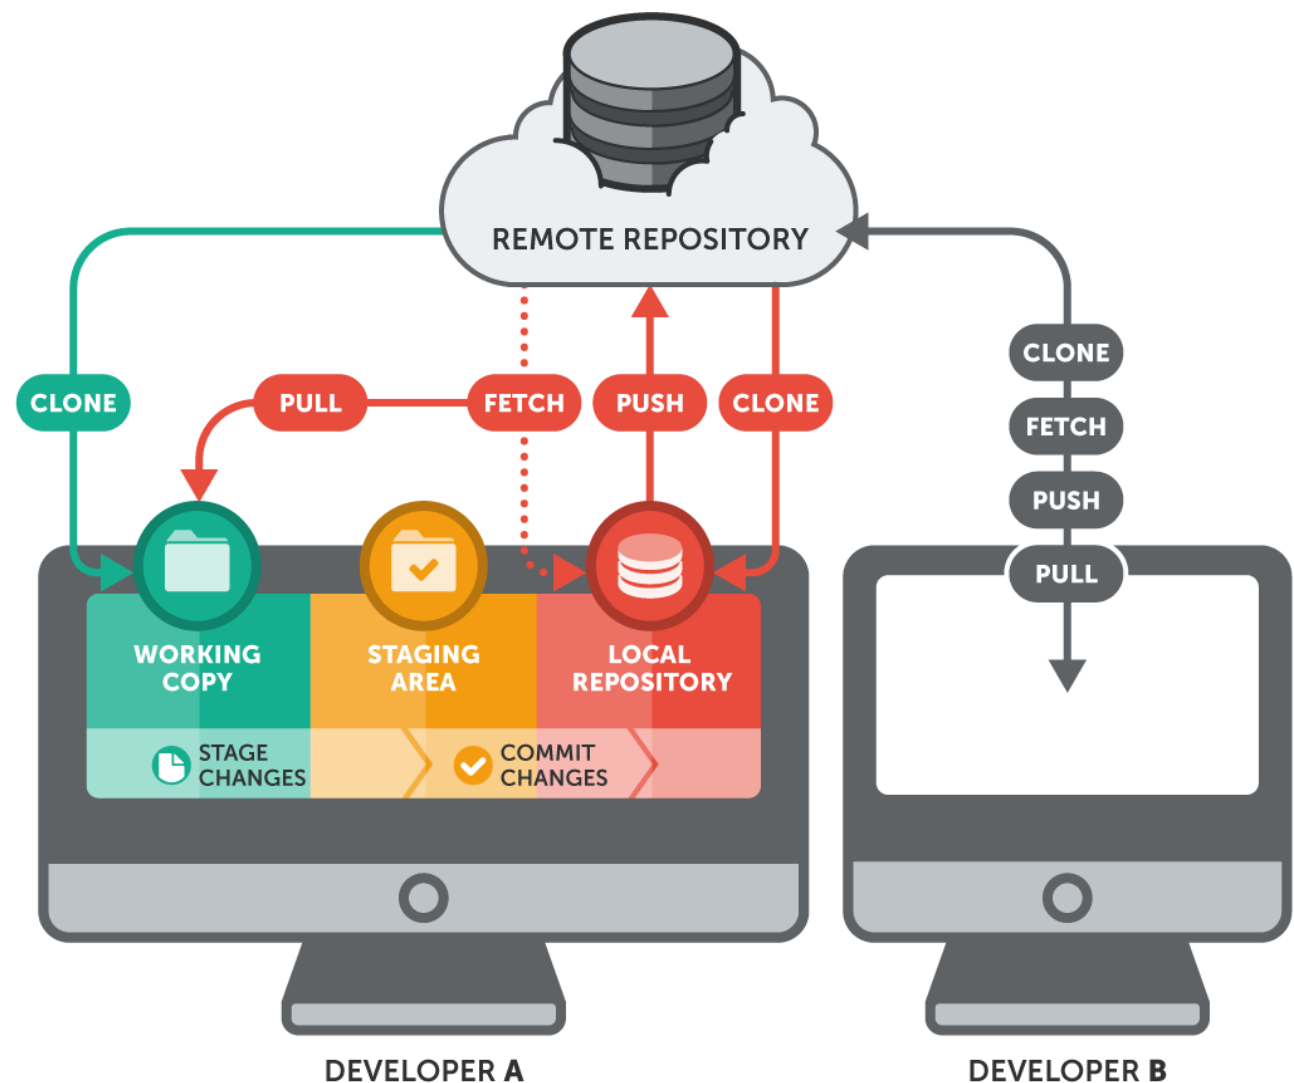 REMOTE REPOSITORY
CLONE
PULL
FETCH
PUSH
CLONE
CLONE
FETCH
PUSH
PULL
WORKING
COPY
STAGING
AREA
LOCAL
REPOSITORY
STAGE
CHANGES
COMMIT
CHANGES
DEVELOPER A
DEVELOPER B